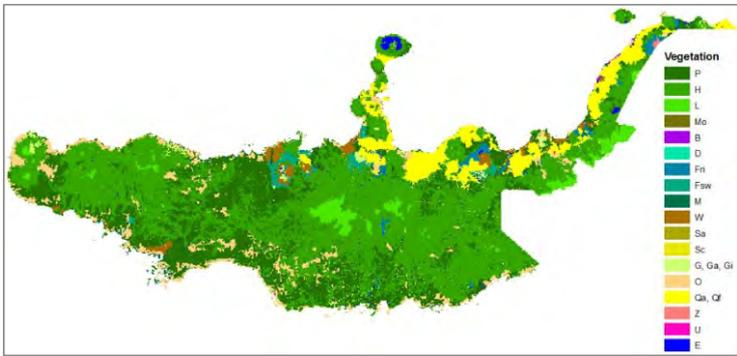 Vegetation
P
H
L
Mo
B
D
Fri
Fsw
M
W
Sa
Sc
G, Ga, Gi
O
Qa, Qf
Z
U
E